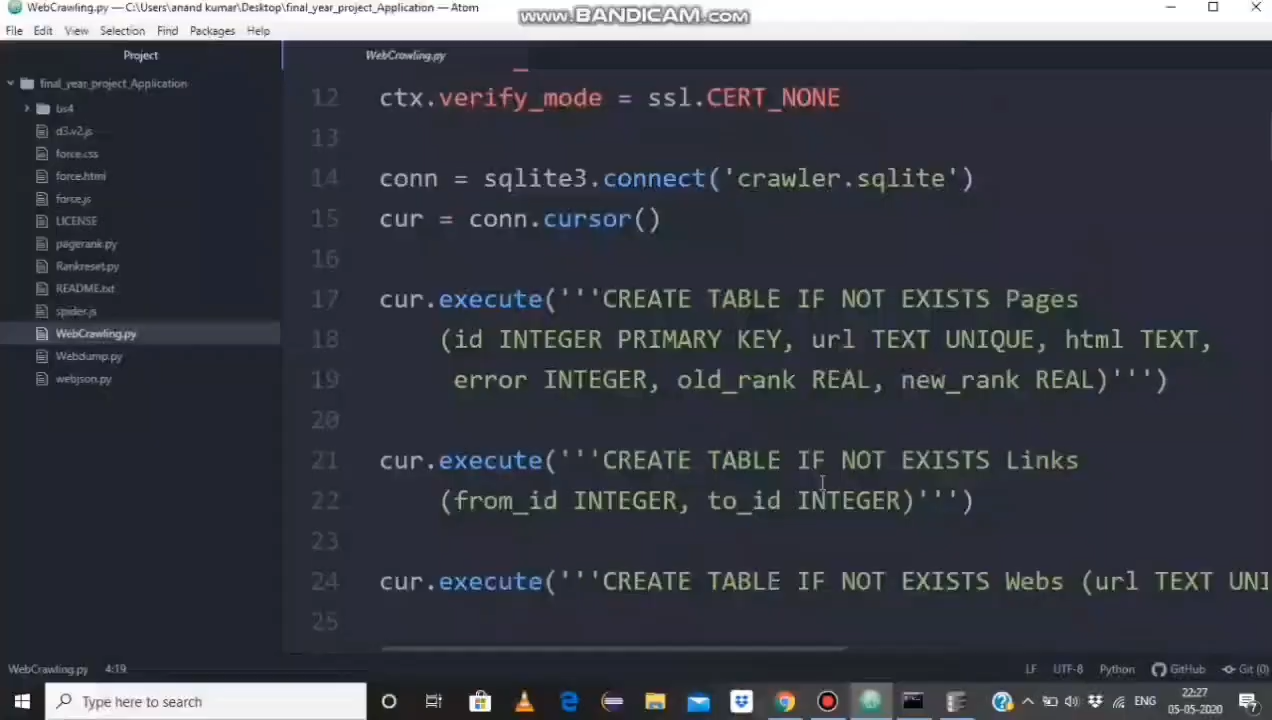 WebCrawling.py — C:\Users\anand kumar\Desktop\final_year_project_Application — Atom
www.BANDICAM.com
File Edit View Selection Find Packages Help
Project
WebCrawling.py
final_year_project_Application
bs4
d3.v2.js
force.css
force.html
force.js
LICENSE
pagerank.py
Rankreset.py
README.txt
spider.js
WebCrawling.py
Webdump.py
webjson.py
12 ctx.verify_mode = ssl.CERT_NONE
13
14 conn = sqlite3.connect('crawler.sqlite')
15 cur = conn.cursor()
16
17 cur.execute('''CREATE TABLE IF NOT EXISTS Pages
18 (id INTEGER PRIMARY KEY, url TEXT UNIQUE, html TEXT,
19 error INTEGER, old_rank REAL, new_rank REAL)''')
20
21 cur.execute('''CREATE TABLE IF NOT EXISTS Links
22 (from_id INTEGER, to_id INTEGER)''')
23
24 cur.execute('''CREATE TABLE IF NOT EXISTS Webs (url TEXT UNI
25
WebCrawling.py 4:19 LF UTF-8 Python GitHub Git (0)
Type here to search
ENG
22:27
05-05-2020
7